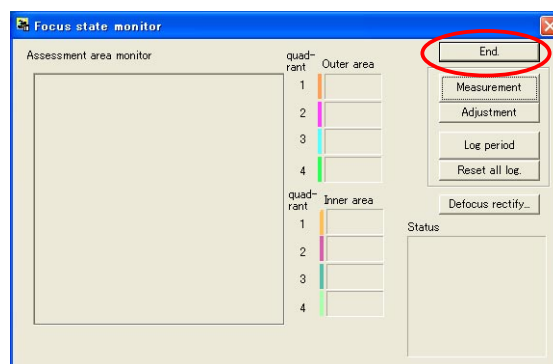 Focus state monitor
Assessment area monitor
quad-
rant
Outer area
1
2
3
4
quad-
rant
Inner area
1
2
3
4
End.
Measurement
Adjustment
Log period
Reset all log.
Defocus rectify...
Status